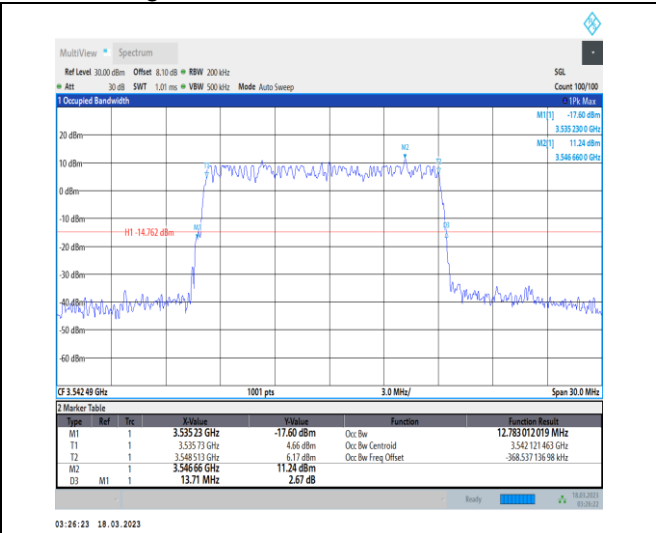 MultiView Spectrum
Ref Level 30.00 dBm Offset 8.10 dB RBW 200 kHz SGL
Att 30 dB SWT 1.01 ms VBW 500 kHz Mode Auto Sweep Count 100/100
1 Occupied Bandwidth 1Pk Max
M1[1] -17.60 dBm
3.535 230 0 GHz
20 dBm
M2[1] 11.24 dBm
3.546 660 0 GHz
M2
10 dBm
T1 T2
0 dBm
-10 dBm
H1 -14.762 dBm M1 D3
-20 dBm
-30 dBm
-40 dBm
-50 dBm
-60 dBm
CF 3.542 49 GHz 1001 pts 3.0 MHz/ Span 30.0 MHz
2 Marker Table
Type Ref Trc X-Value Y-Value Function Function Result
M1 1 3.535 23 GHz -17.60 dBm Occ Bw 12.783 012 019 MHz
T1 1 3.535 73 GHz 4.66 dBm Occ Bw Centroid 3.542 121 463 GHz
T2 1 3.548 513 GHz 6.17 dBm Occ Bw Freq Offset -368.537 136 98 kHz
M2 1 3.546 66 GHz 11.24 dBm
D3 M1 1 13.71 MHz 2.67 dB
Ready 18.03.2023
03:26:22
03:26:23 18.03.2023